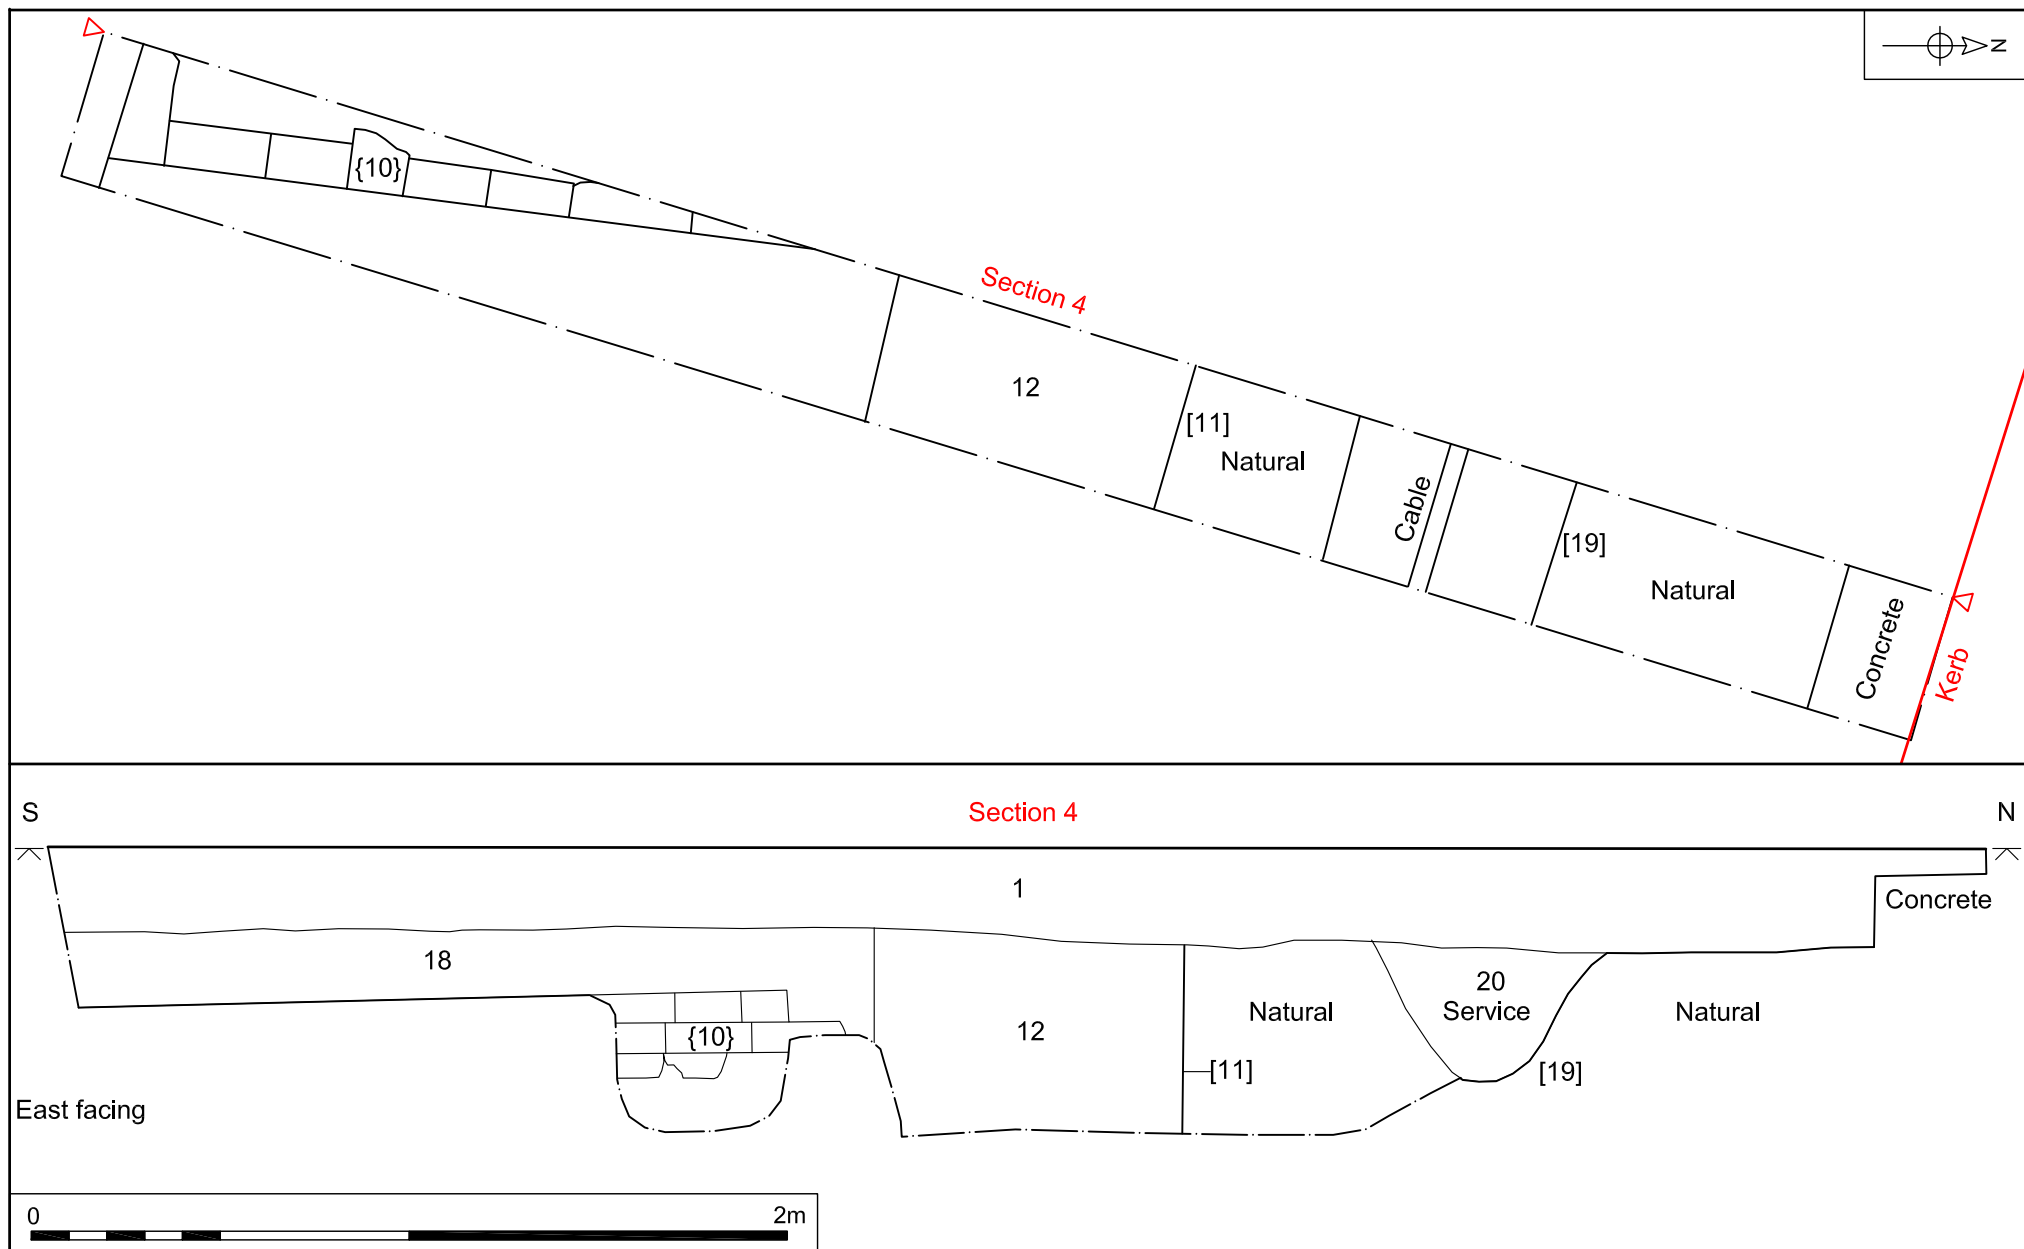 N
{10}
Section 4
12
[11]
Natural
Cable
[19]
Natural
Concrete
Kerb
S
Section 4
N
1
Concrete
18
20
Service
Natural
Natural
12
{10}
[11]
[19]
East facing
0
2m